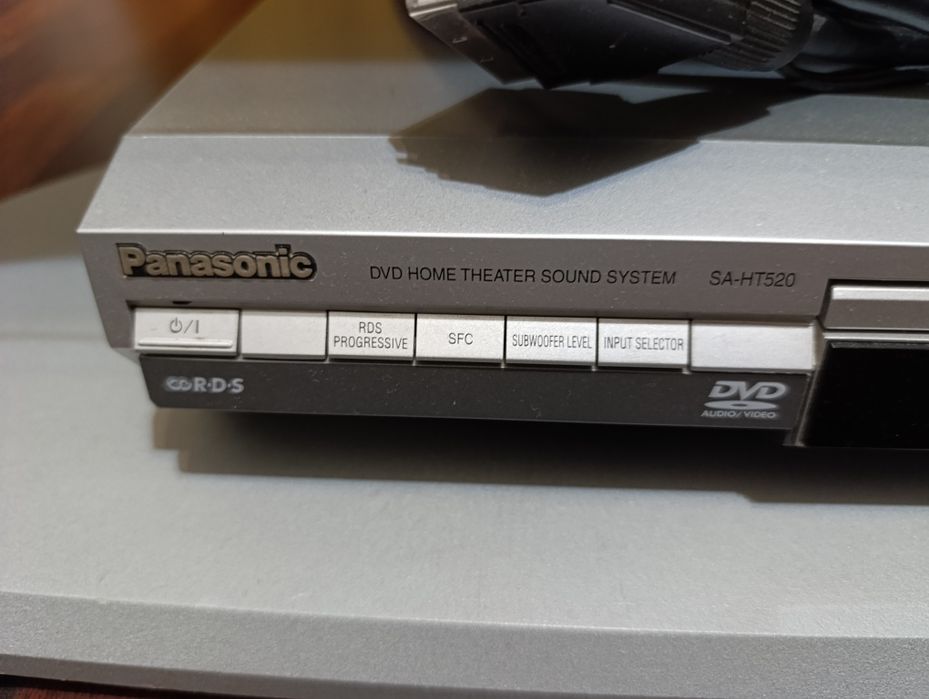 Panasonic
DVD HOME THEATER SOUND SYSTEM SA-HT520
⏻/I
RDS
PROGRESSIVE
SFC
SUBWOOFER LEVEL
INPUT SELECTOR
R·D·S
DVD
AUDIO/VIDEO